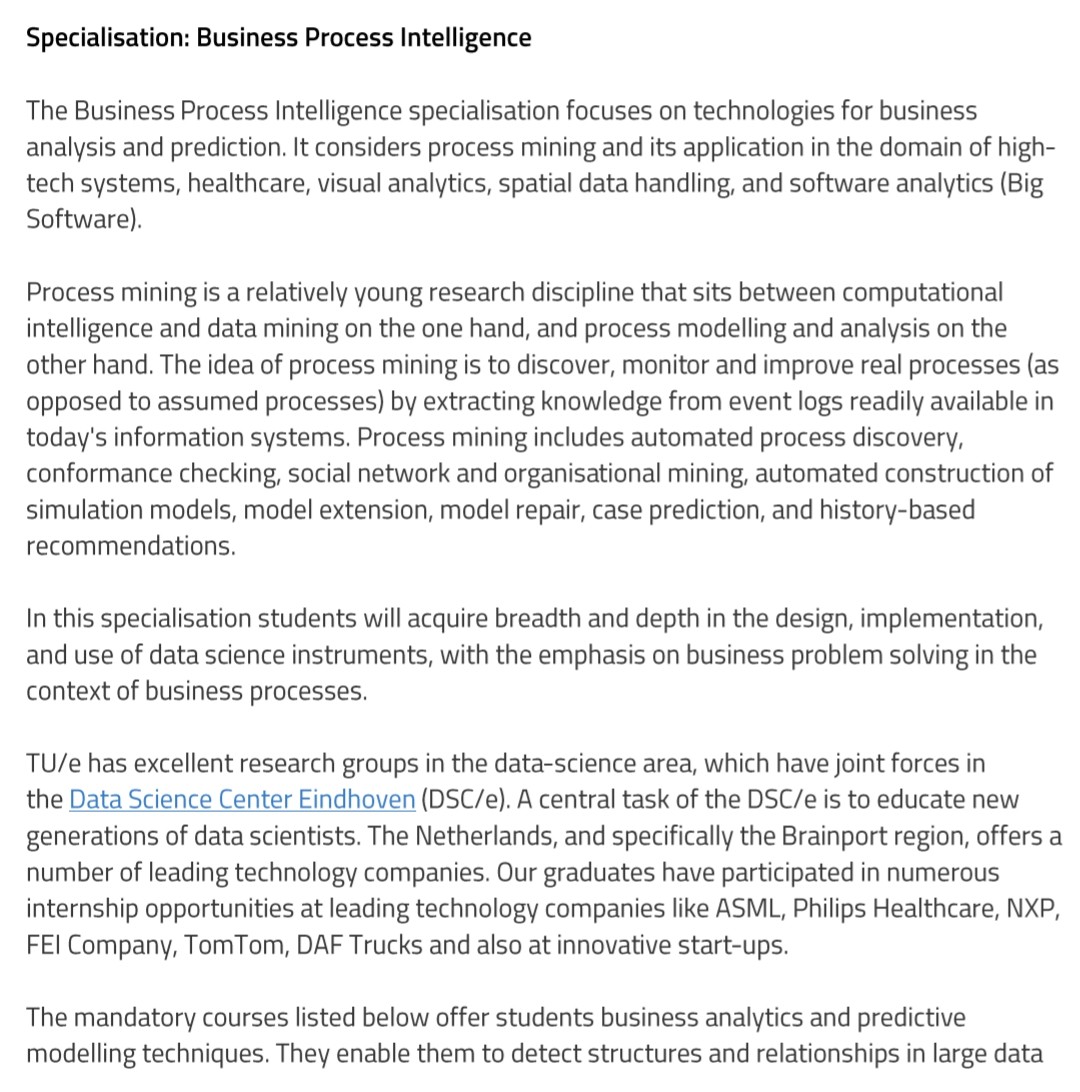 Specialisation: Business Process Intelligence
The Business Process Intelligence specialisation focuses on technologies for business
analysis and prediction. It considers process mining and its application in the domain of high-
tech systems, healthcare, visual analytics, spatial data handling, and software analytics (Big
Software).
Process mining is a relatively young research discipline that sits between computational
intelligence and data mining on the one hand, and process modelling and analysis on the
other hand. The idea of process mining is to discover, monitor and improve real processes (as
opposed to assumed processes) by extracting knowledge from event logs readily available in
today's information systems. Process mining includes automated process discovery,
conformance checking, social network and organisational mining, automated construction of
simulation models, model extension, model repair, case prediction, and history-based
recommendations.
In this specialisation students will acquire breadth and depth in the design, implementation,
and use of data science instruments, with the emphasis on business problem solving in the
context of business processes.
TU/e has excellent research groups in the data-science area, which have joint forces in
the Data Science Center Eindhoven (DSC/e). A central task of the DSC/e is to educate new
generations of data scientists. The Netherlands, and specifically the Brainport region, offers a
number of leading technology companies. Our graduates have participated in numerous
internship opportunities at leading technology companies like ASML, Philips Healthcare, NXP,
FEI Company, TomTom, DAF Trucks and also at innovative start-ups.
The mandatory courses listed below offer students business analytics and predictive
modelling techniques. They enable them to detect structures and relationships in large data